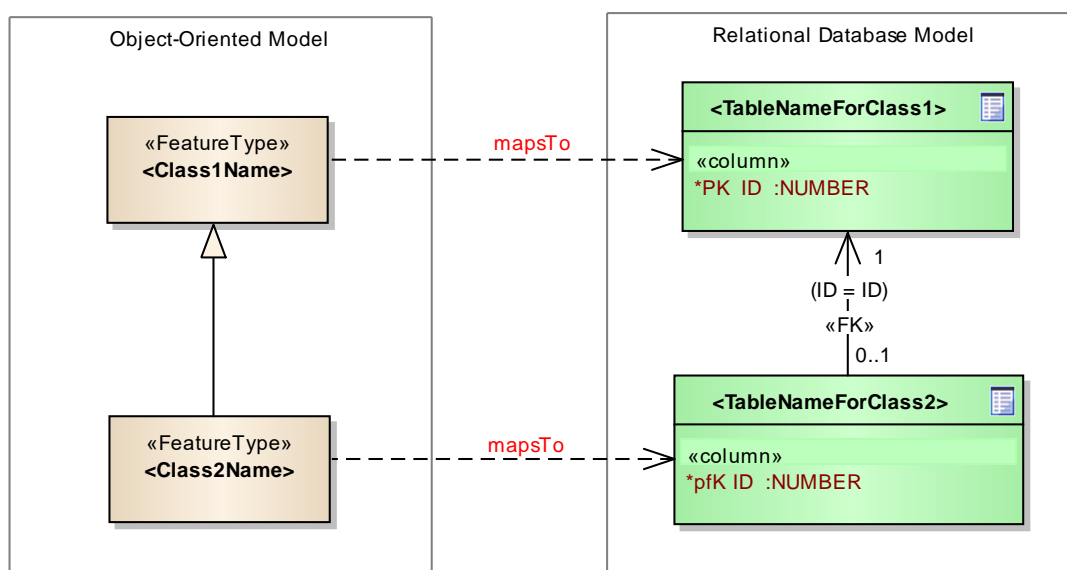 Object-Oriented Model
Relational Database Model
«FeatureType»
<Class1Name>
mapsTo
<TableNameForClass1>
«column»
*PK ID :NUMBER
1
(ID = ID)
«FK»
0..1
«FeatureType»
<Class2Name>
mapsTo
<TableNameForClass2>
«column»
*pfK ID :NUMBER